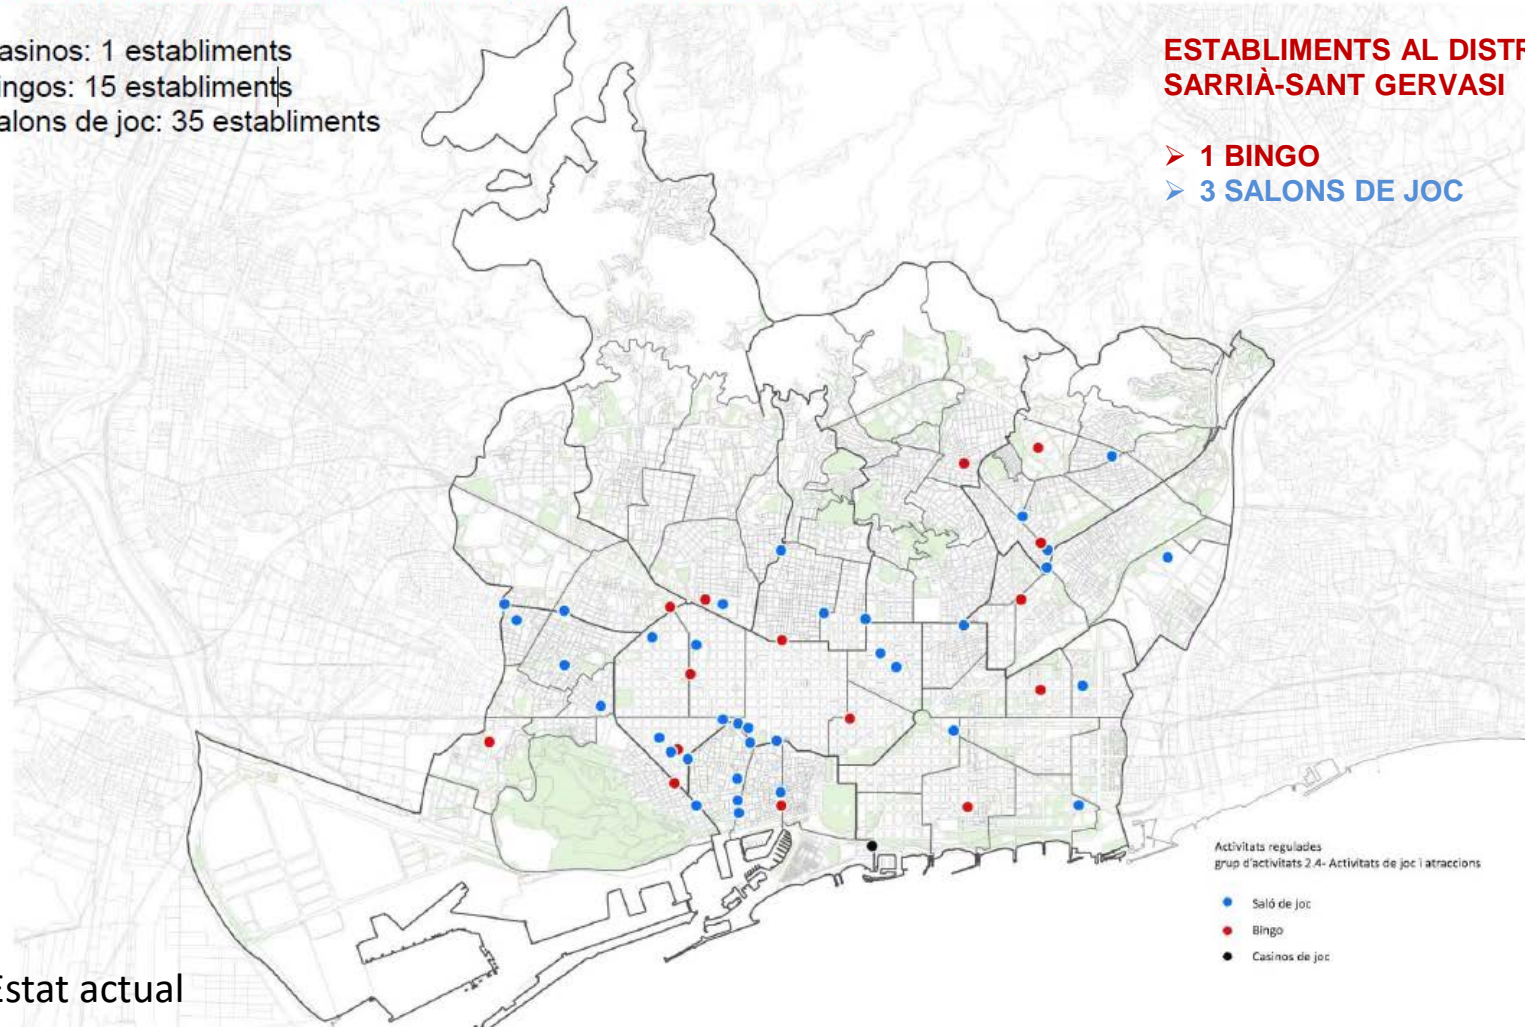 asinos: 1 establiments
ingos: 15 establiments
alons de joc: 35 establiments
ESTABLIMENTS AL DISTR
SARRIÀ-SANT GERVASI
➢ 1 BINGO
➢ 3 SALONS DE JOC
Activitats regulades
grup d'activitats 2.4- Activitats de joc i atraccions
Saló de joc
Bingo
Casinos de joc
Estat actual